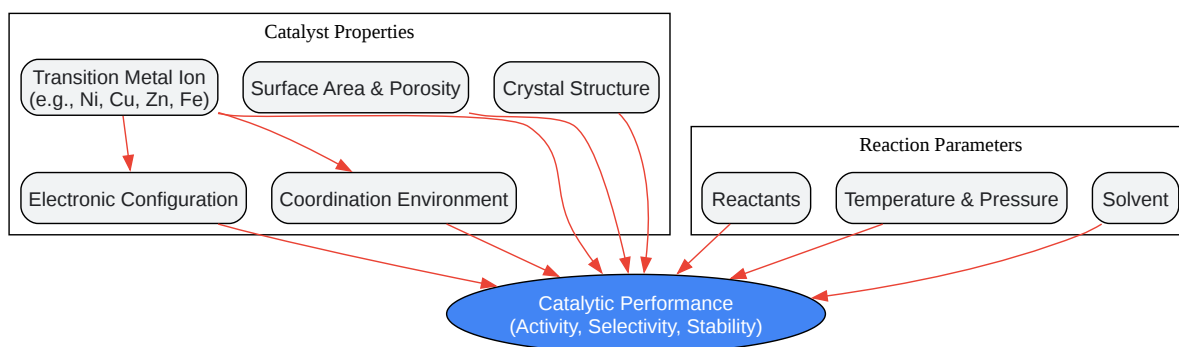 Catalyst Properties
Transition Metal Ion
(e.g., Ni, Cu, Zn, Fe)
Surface Area & Porosity
Crystal Structure
Electronic Configuration
Coordination Environment
Reaction Parameters
Reactants
Temperature & Pressure
Solvent
Catalytic Performance
(Activity, Selectivity, Stability)